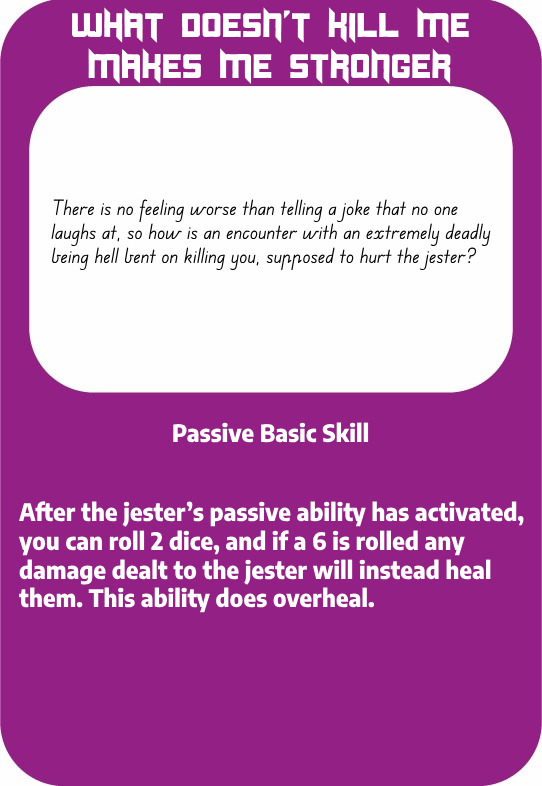 WHAT DOESN'T KILL ME
MAKES ME STRONGER
There is no feeling worse than telling a joke that no one
laughs at, so how is an encounter with an extremely deadly
being hell bent on killing you, supposed to hurt the jester?
Passive Basic Skill
After the jester's passive ability has activated,
you can roll 2 dice, and if a 6 is rolled any
damage dealt to the jester will instead heal
them. This ability does overheal.